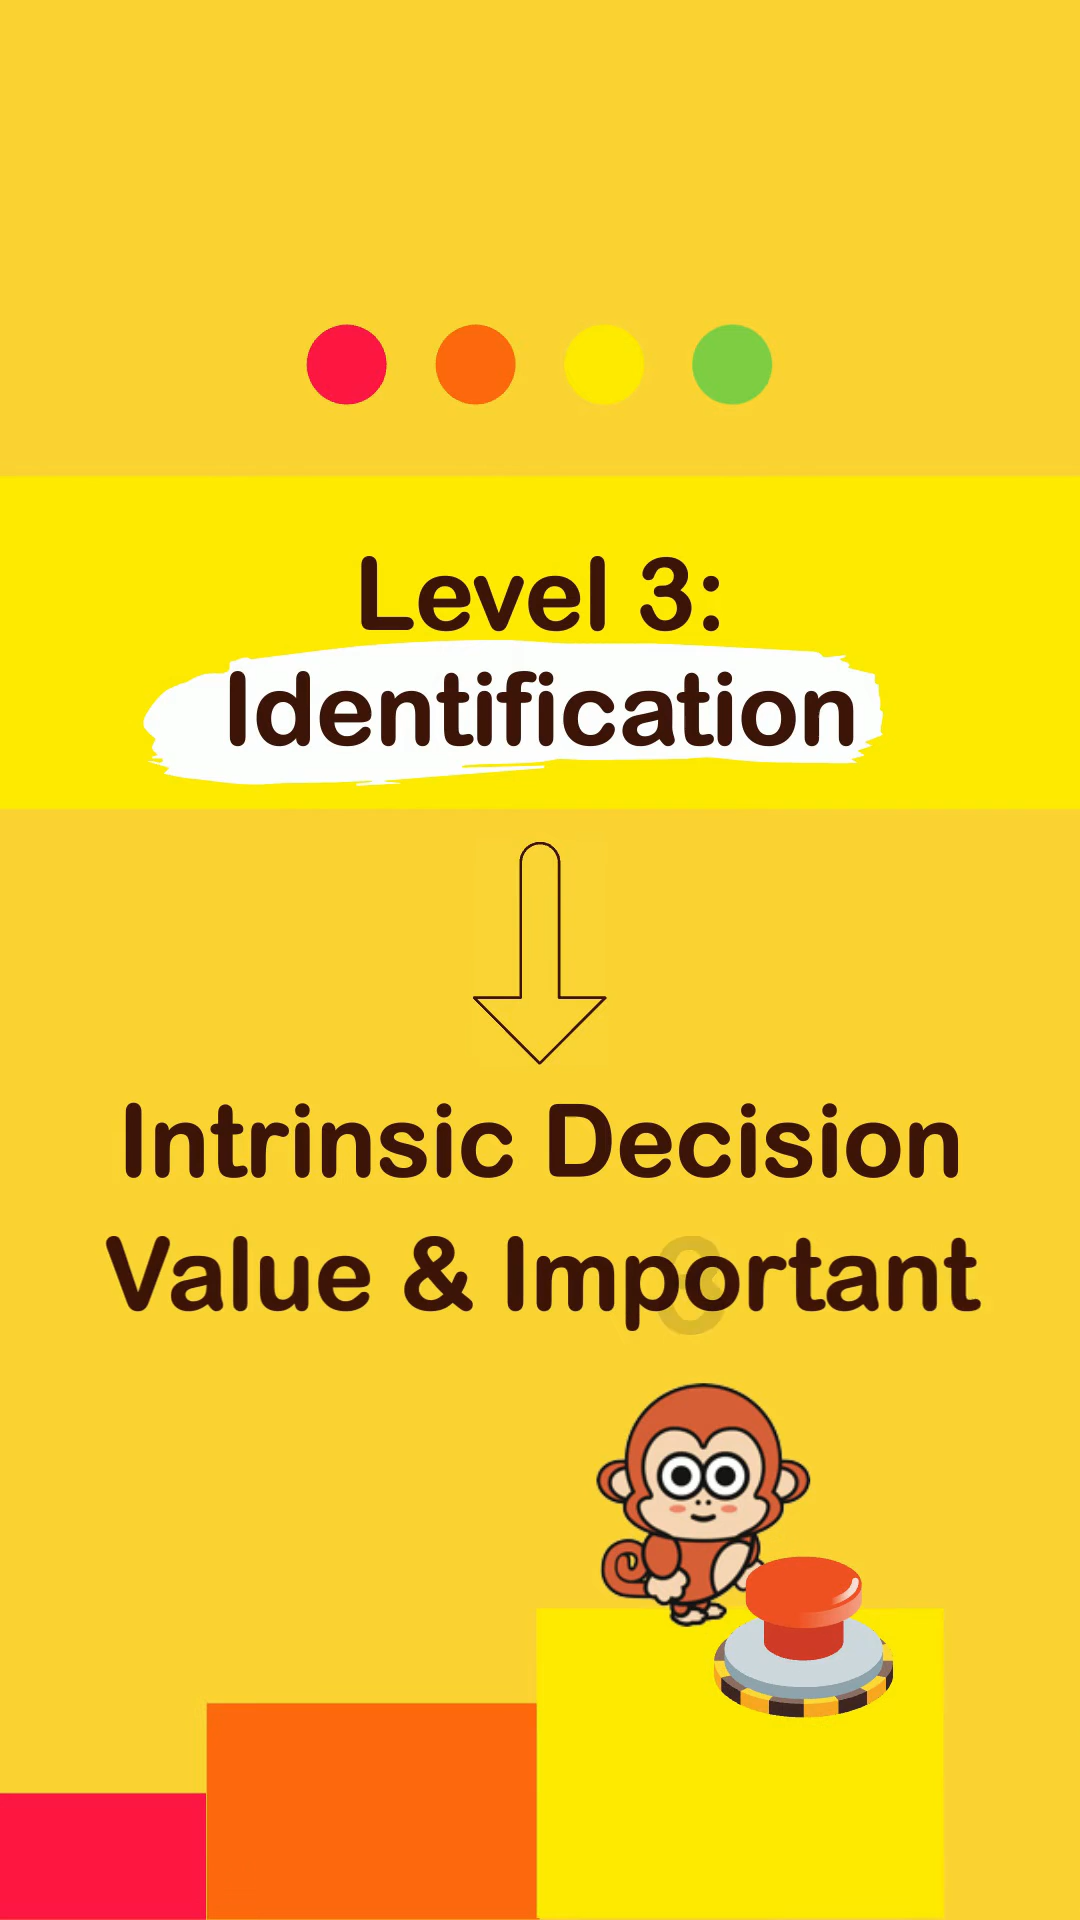 Level 3:
Identification
Intrinsic Decision
Value & Important